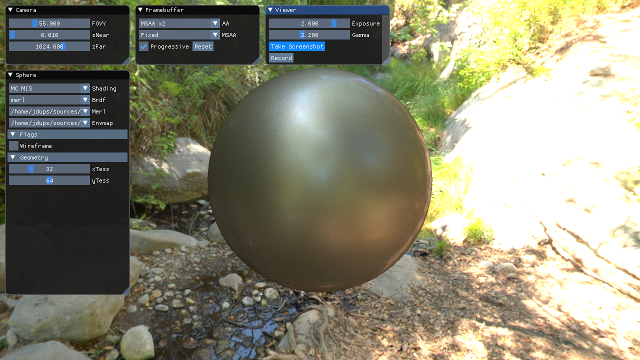 Camera
55.000 FOVY
0.010 zNear
1024.000 zFar
Framebuffer
MSAA x2 AA
Fixed MSAA
Progressive Reset
Viewer
2.000 Exposure
2.200 Gamma
Take Screenshot
Record
Sphere
MC MIS Shading
merl Brdf
/home/jdups/sources/ Merl
/home/jdups/sources/ Envmap
Flags
Wireframe
Geometry
32 xTess
64 yTess